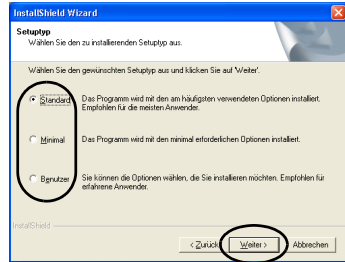 InstallShield Wizard
Setuptyp
Wählen Sie den zu installierenden Setuptyp aus.
Wählen Sie den gewünschten Setuptyp aus und klicken Sie auf 'Weiter'.
Standard
Das Programm wird mit den am häufigsten verwendeten Optionen installiert.
Empfohlen für die meisten Anwender.
Minimal
Das Programm wird mit den minimal erforderlichen Optionen installiert.
Benutzer
Sie können die Optionen wählen, die Sie installieren möchten. Empfohlen für
erfahrene Anwender.
InstallShield
< Zurück
Weiter >
Abbrechen